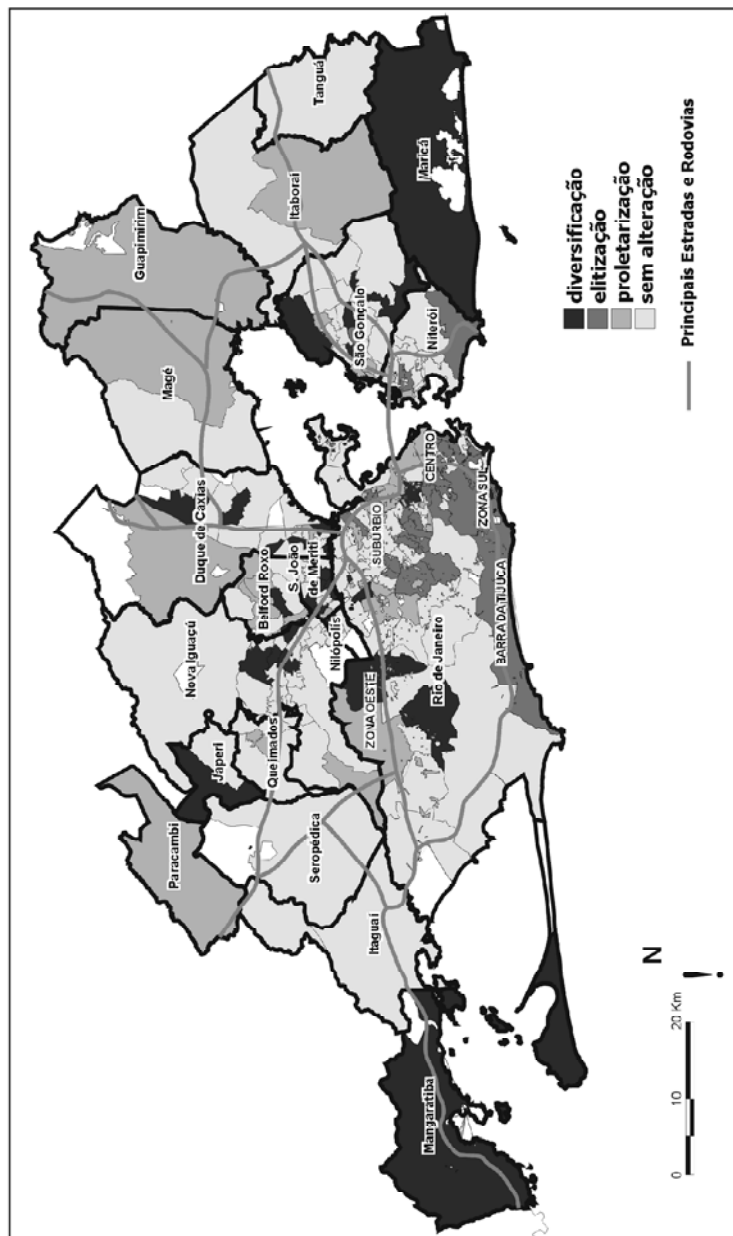 Paracambi
Japeri
Nova Iguaçú
Duque de Caxias
Magé
Guapimirim
Queimados
Belford Roxo
S. João
de Meriti
Nilópolis
Seropédica
Itaguaí
Mangaratiba
ZONA OESTE
SUBÚRBIO
CENTRO
Rio de Janeiro
ZONA SUL
BARRA DA TIJUCA
São Gonçalo
Niterói
Itaboraí
Tanguá
Maricá
diversificação
elitização
proletarização
sem alteração
Principais Estradas e Rodovias
0 10 20 Km
N